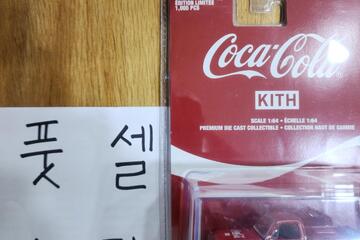 ÉDITION LIMITÉE
1,000 PCS
Coca-Cola
KITH
SCALE 1:64 • ÉCHELLE 1:64
PREMIUM DIE CAST COLLECTIBLE • COLLECTION HAUT DE GAMME
풋 셀